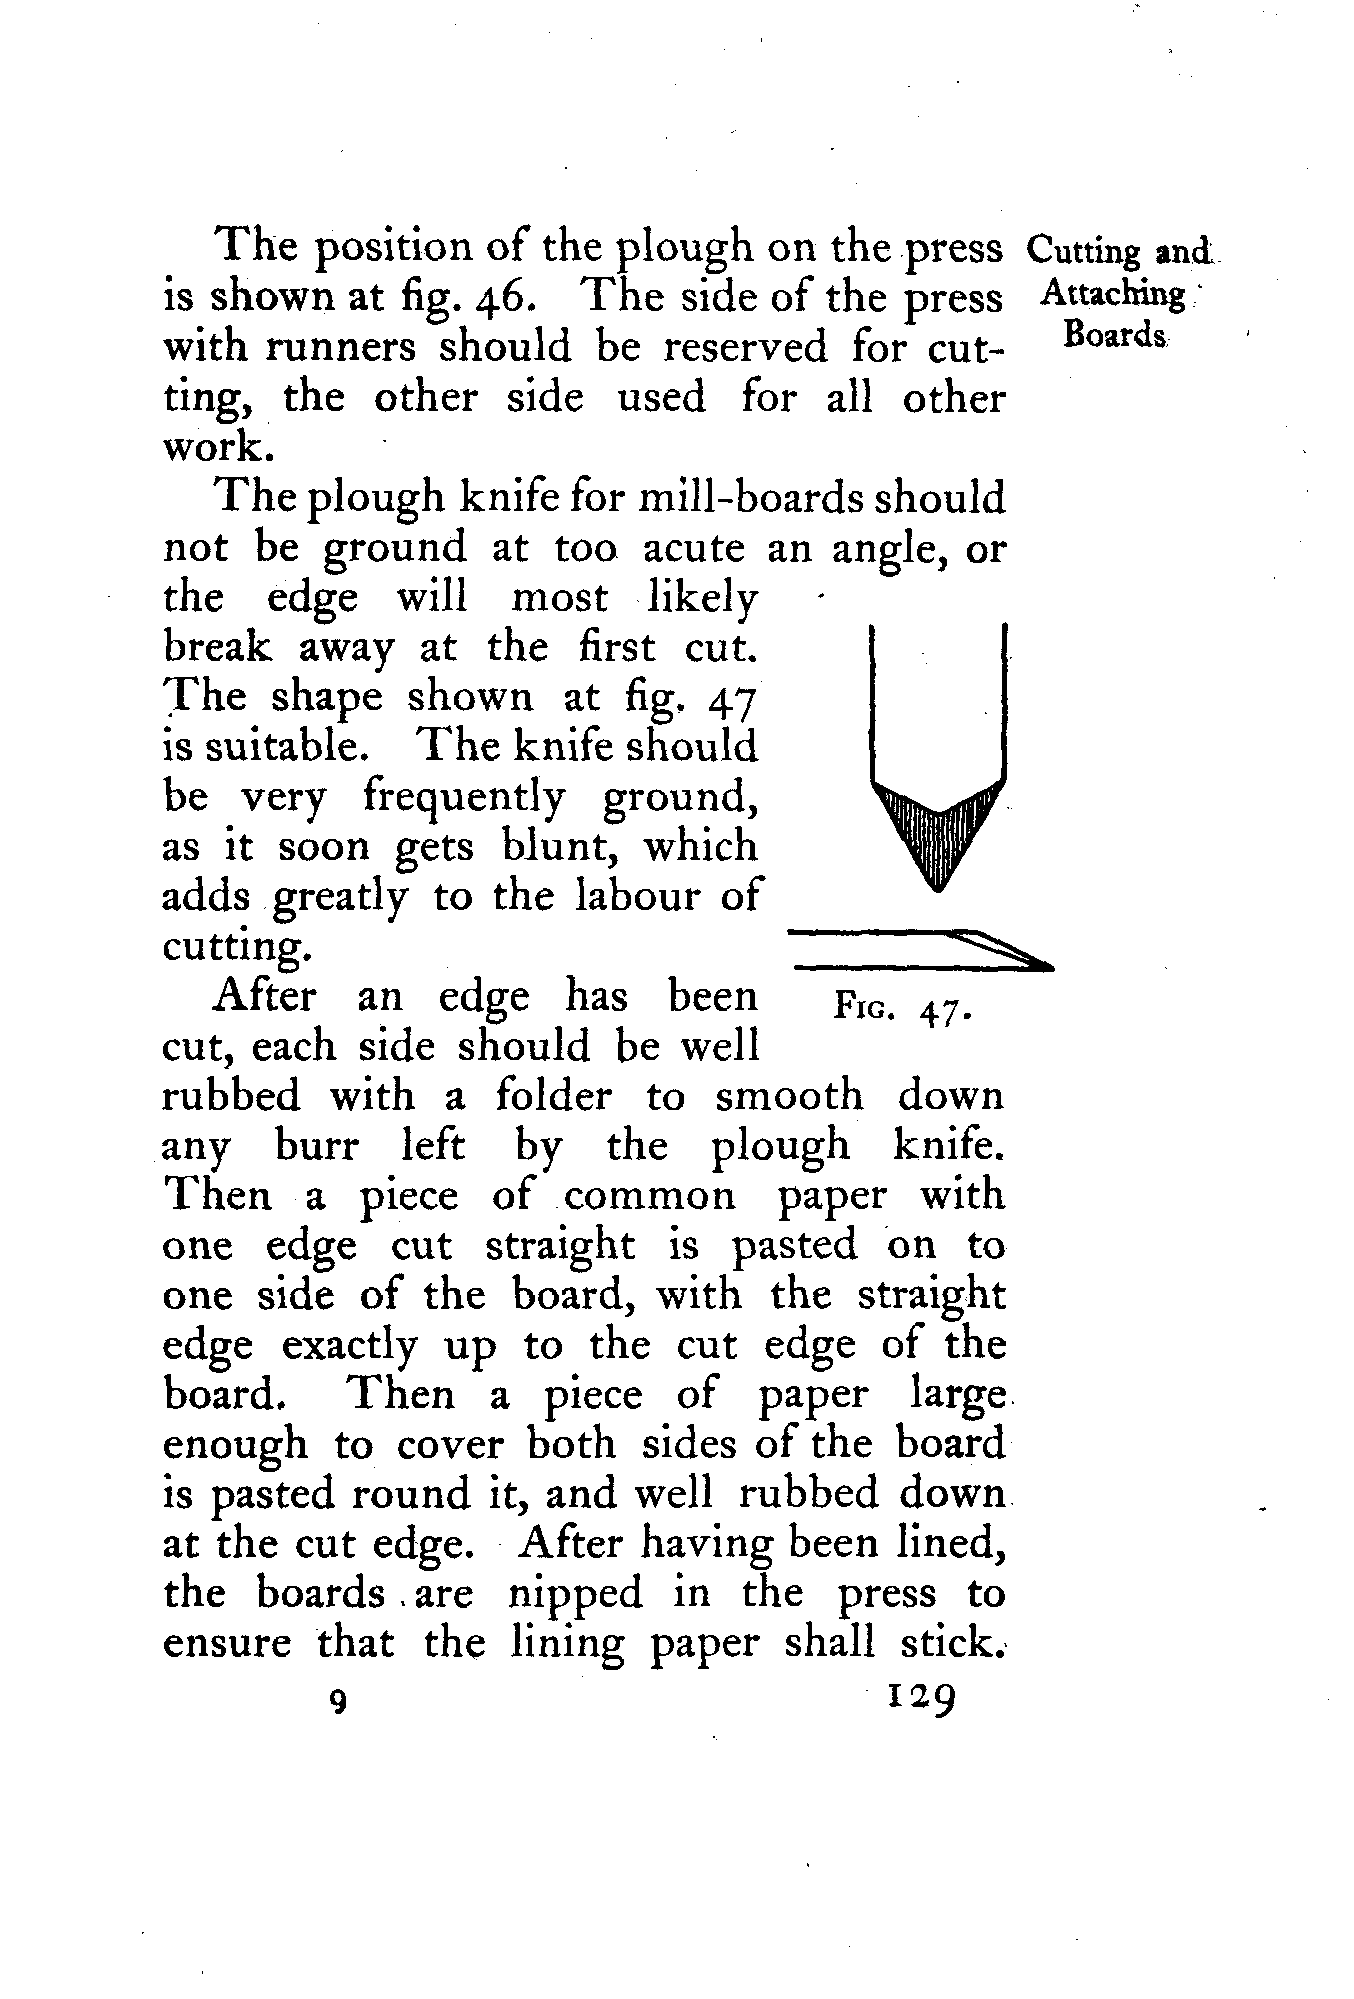 The position of the plough on the press
is shown at fig. 46. The side of the press
with runners should be reserved for cut-
ting, the other side used for all other
work.
Cutting and
Attaching
Boards
The plough knife for mill-boards should
not be ground at too acute an angle, or
the edge will most likely
break away at the first cut.
The shape shown at fig. 47
is suitable. The knife should
be very frequently ground,
as it soon gets blunt, which
adds greatly to the labour of
cutting.
After an edge has been
cut, each side should be well
FIG. 47.
rubbed with a folder to smooth down
any burr left by the plough knife.
Then a piece of common paper with
one edge cut straight is pasted on to
one side of the board, with the straight
edge exactly up to the cut edge of the
board. Then a piece of paper large
enough to cover both sides of the board
is pasted round it, and well rubbed down
at the cut edge. After having been lined,
the boards are nipped in the press to
ensure that the lining paper shall stick.
9 129